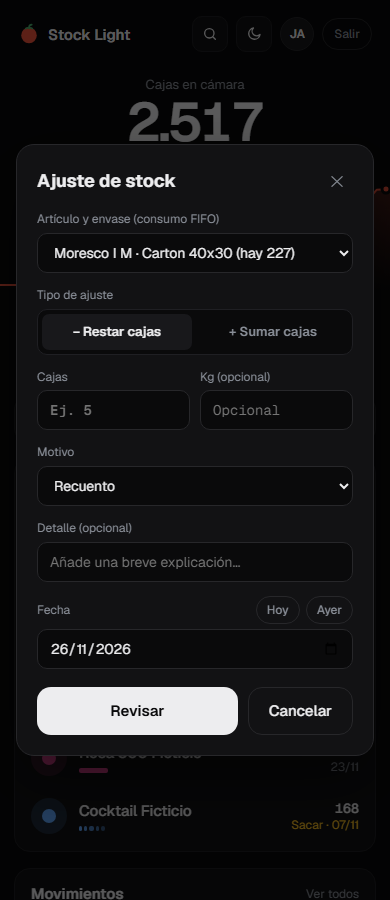 Stock Light
JA
Salir
Cajas en cámara
2.517
Ajuste de stock
Artículo y envase (consumo FIFO)
Moresco I M · Carton 40x30 (hay 227)
Tipo de ajuste
− Restar cajas
+ Sumar cajas
Cajas
Kg (opcional)
Ej. 5
Opcional
Motivo
Recuento
Detalle (opcional)
Añade una breve explicación…
Fecha
Hoy
Ayer
26/11/2026
Revisar
Cancelar
Ficticio
23/11
Cocktail Ficticio
168
Sacar · 07/11
Movimientos
Ver todos